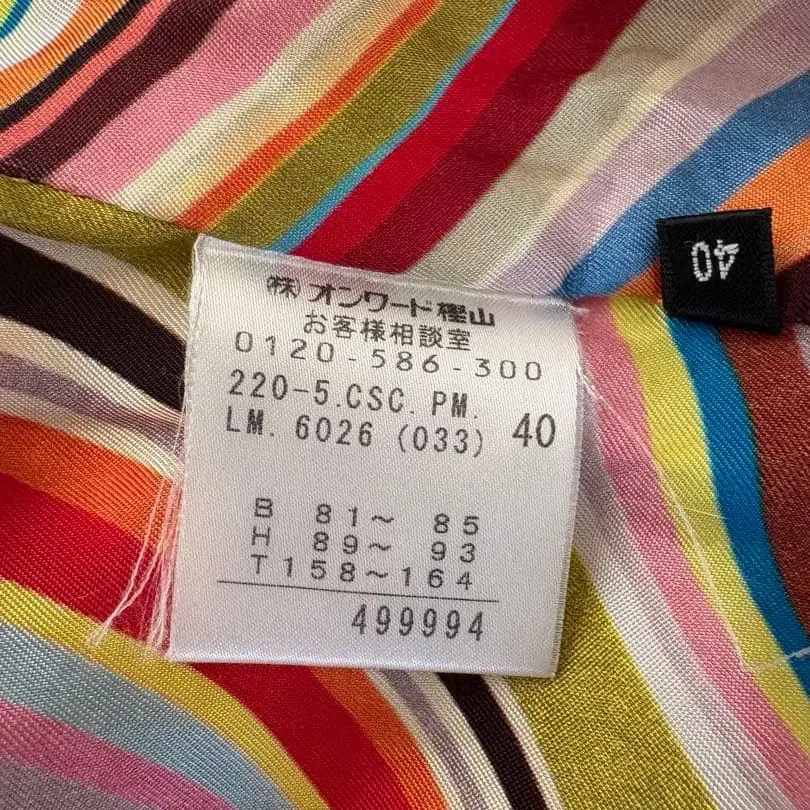 ㈱オンワード樫山
お客様相談室
0120-586-300
220-5.CSC.PM.
LM.6026 (033) 40
B 81〜 85
H 89〜 93
T158〜164
499994
40